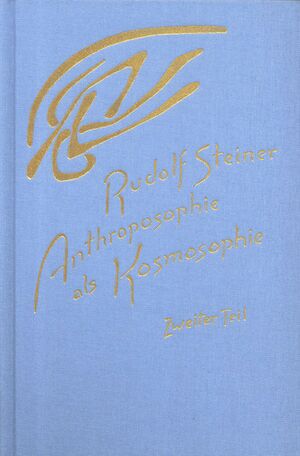 Rudolf Steiner
Anthroposophie
als Kosmosophie
Zweiter Teil